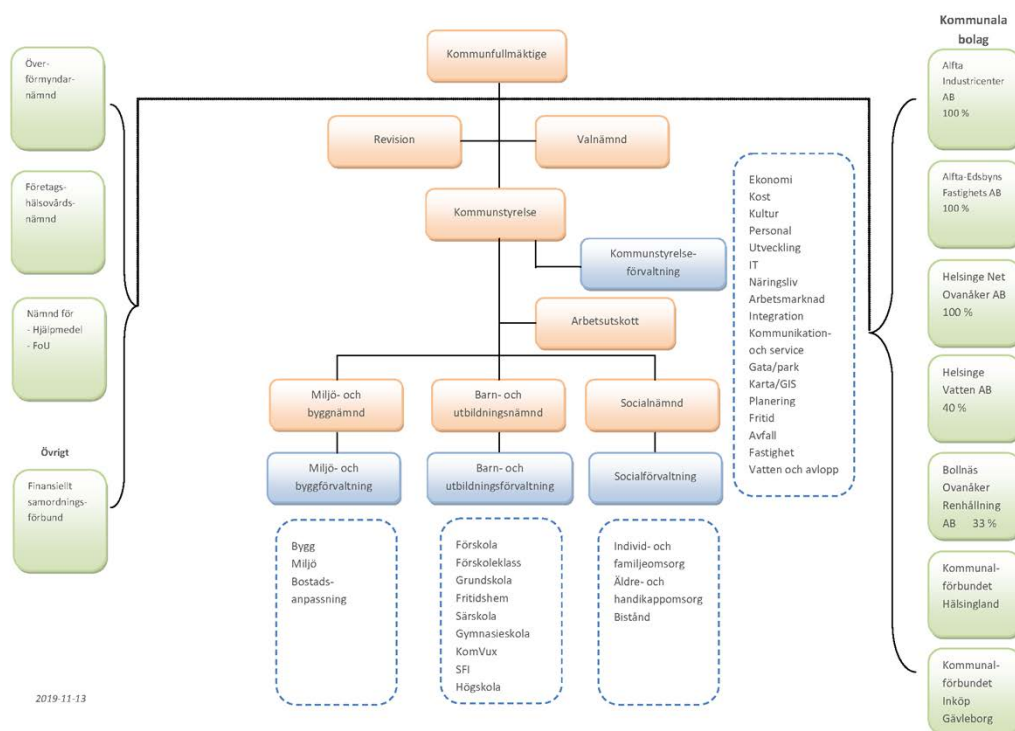 Kommunfullmäktige
Revision
Valnämnd
Kommunstyrelse
Kommunstyrelse-
förvaltning
Arbetsutskott
Miljö- och
byggnämnd
Barn- och
utbildningsnämnd
Socialnämnd
Miljö- och
byggförvaltning
Barn- och
utbildningsförvaltning
Socialförvaltning
Bygg
Miljö
Bostads-
anpassning
Förskola
Förskoleklass
Grundskola
Fritidshem
Särskola
Gymnasieskola
KomVux
SFI
Högskola
Individ- och
familjeomsorg
Äldre- och
handikappomsorg
Bistånd
Ekonomi
Kost
Kultur
Personal
Utveckling
IT
Näringsliv
Arbetsmarknad
Integration
Kommunikation-
och service
Gata/park
Karta/GIS
Planering
Fritid
Avfall
Fastighet
Vatten och avlopp
Över-
förmyndar-
nämnd
Företags-
hälsovårds-
nämnd
Nämnd för
- Hjälpmedel
- FoU
Övrigt
Finansiellt
samordnings-
förbund
2019-11-13
Kommunala
bolag
Alfta
Industricenter
AB
100 %
Alfta-Edsbyns
Fastighets AB
100 %
Helsinge Net
Ovanåker AB
100 %
Helsinge
Vatten AB
40 %
Bollnäs
Ovanåker
Renhållning
AB 33 %
Kommunal-
förbundet
Hälsingland
Kommunal-
förbundet
Inköp
Gävleborg